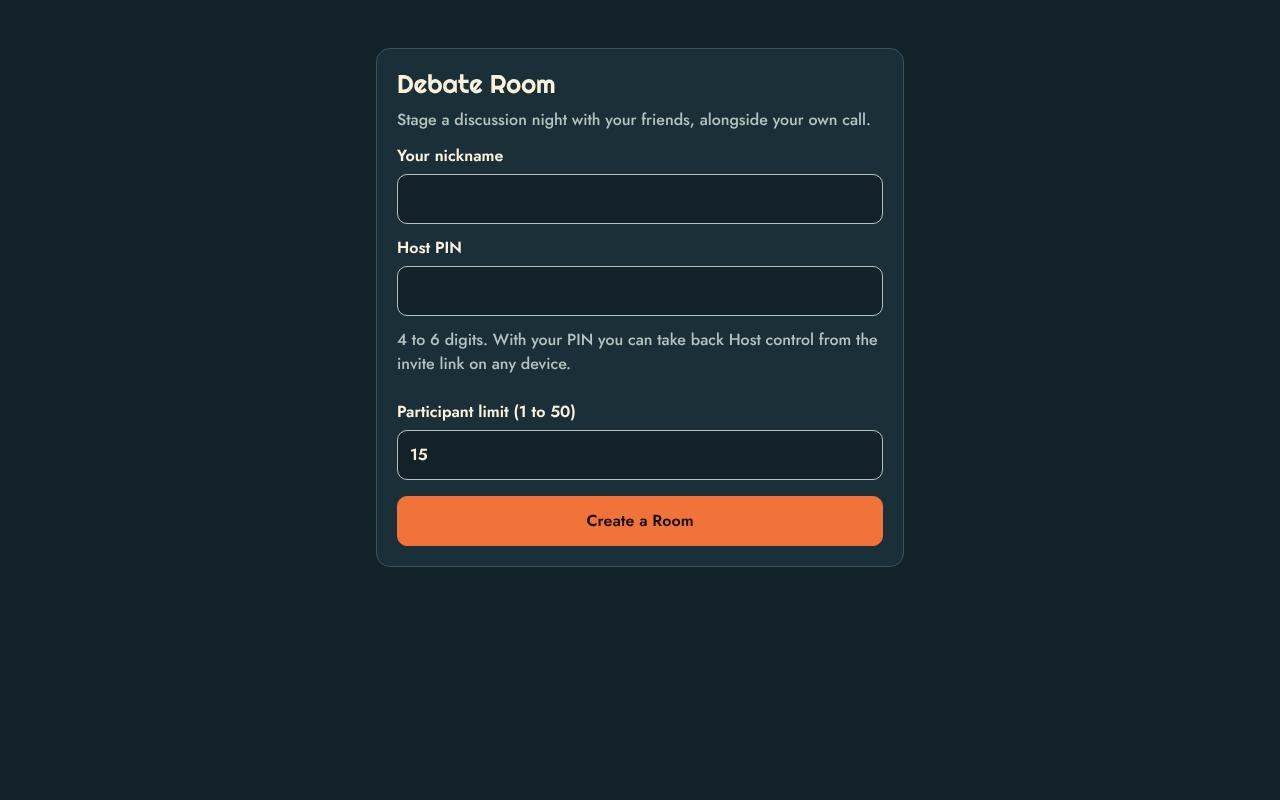 Debate Room
Stage a discussion night with your friends, alongside your own call.
Your nickname
Host PIN
4 to 6 digits. With your PIN you can take back Host control from the
invite link on any device.
Participant limit (1 to 50)
15
Create a Room